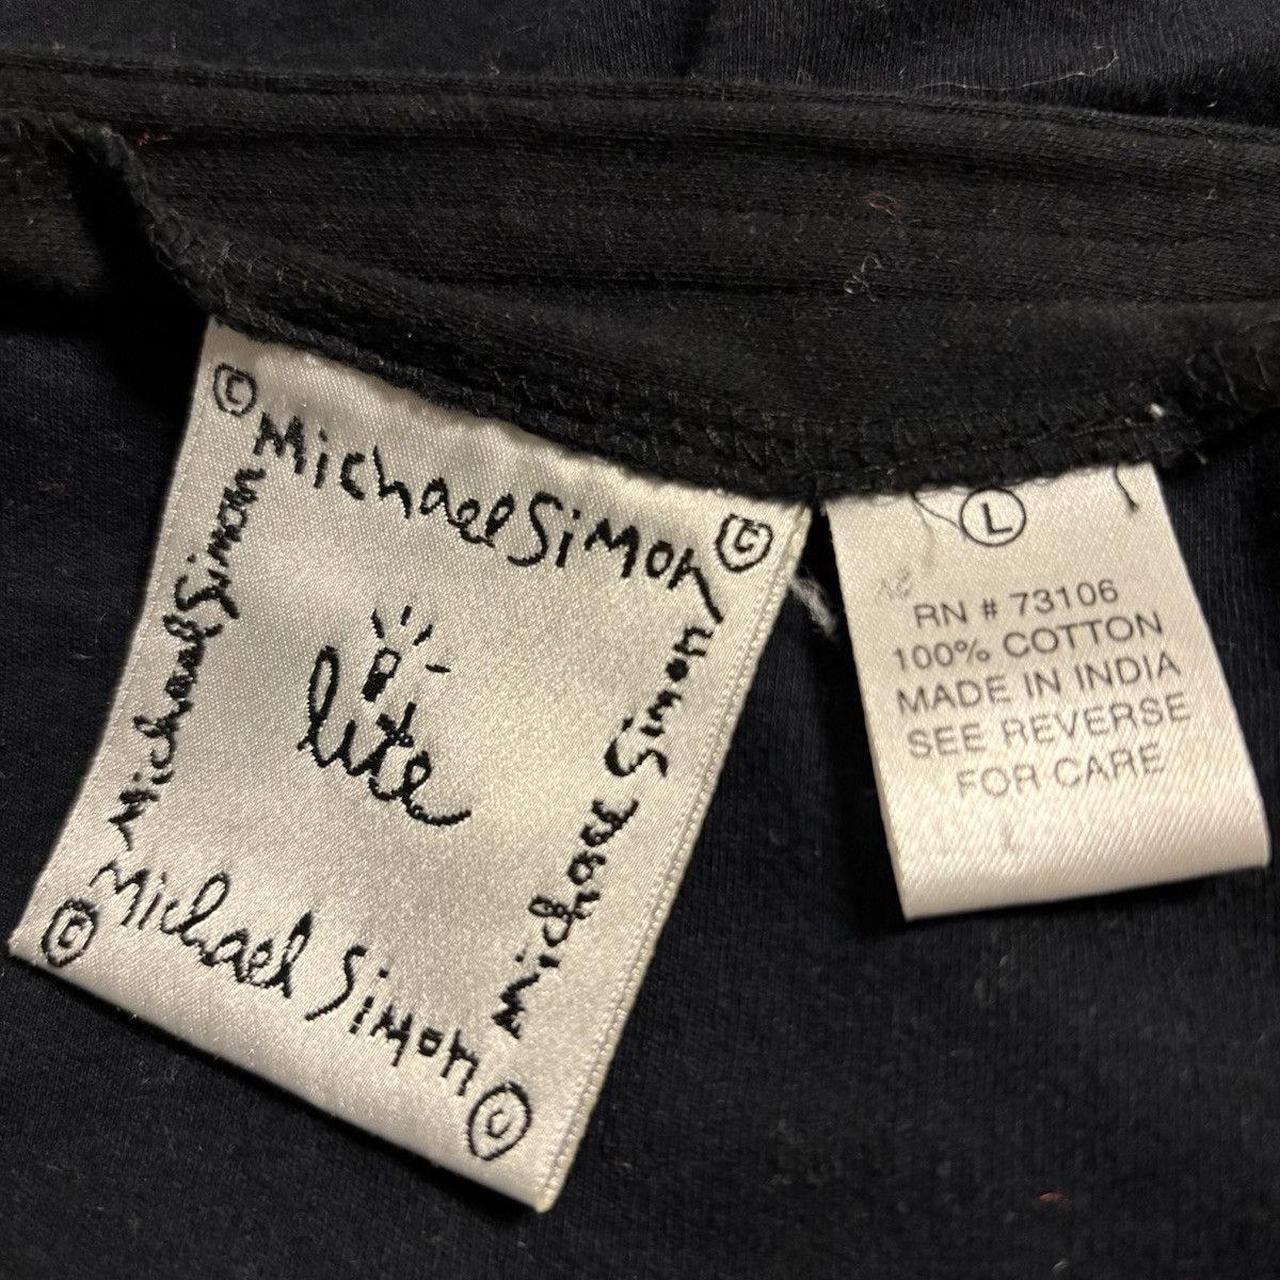 © Michael Simon ©
Michael Simon
Michael Simon
lite
© Michael Simon ©
L
RN # 73106
100% COTTON
MADE IN INDIA
SEE REVERSE
FOR CARE